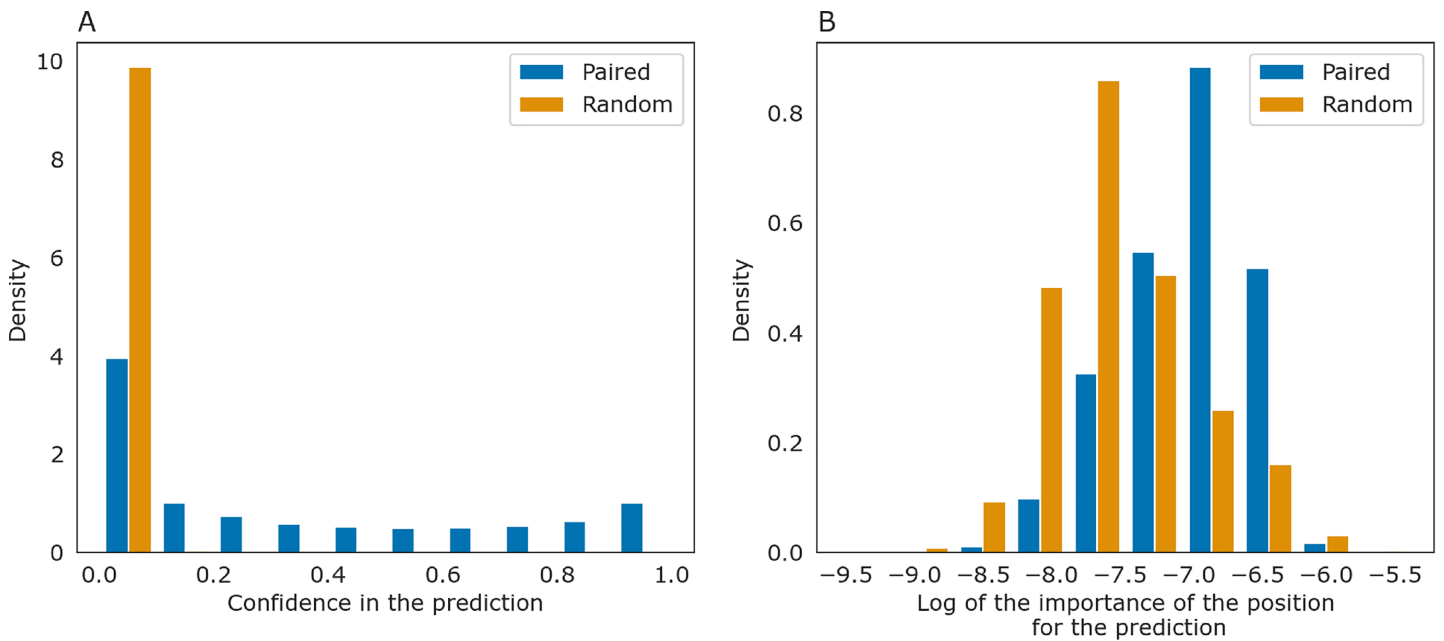 A
10
8
6
4
2
0
Density
0.0 0.2 0.4 0.6 0.8 1.0
Confidence in the prediction
Paired
Random
B
0.8
0.6
0.4
0.2
0.0
Density
−9.5 −9.0 −8.5 −8.0 −7.5 −7.0 −6.5 −6.0 −5.5
Log of the importance of the position
for the prediction
Paired
Random